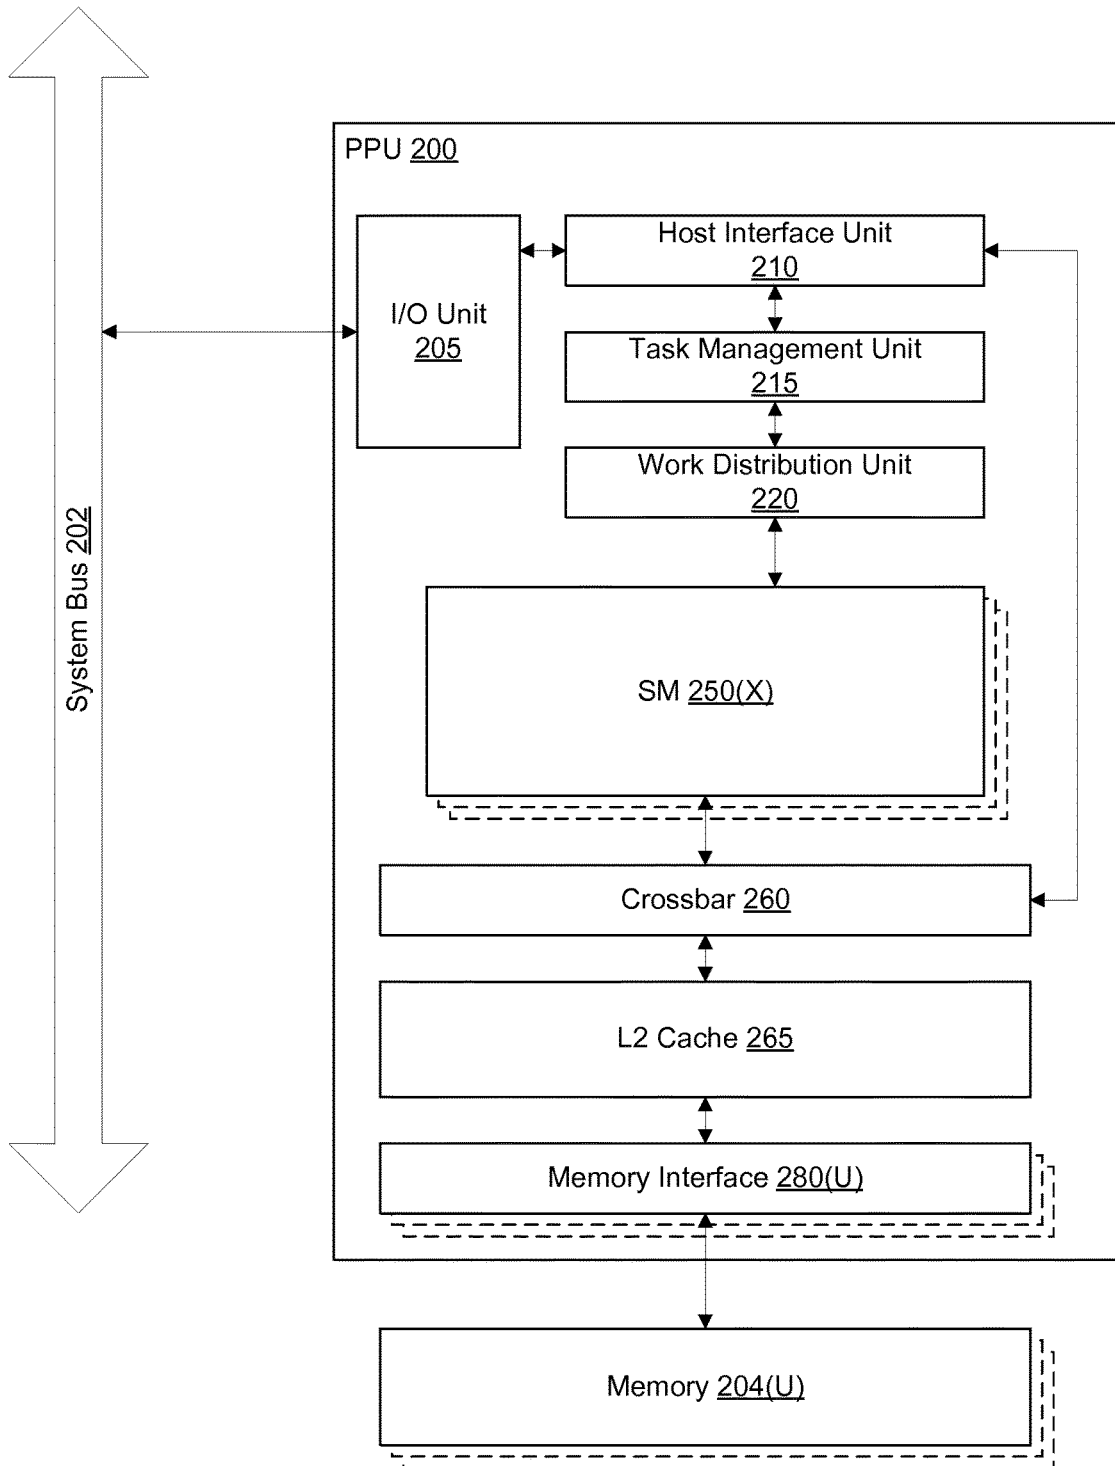 PPU 200
Host Interface Unit
210
I/O Unit
205
Task Management Unit
215
Work Distribution Unit
220
System Bus 202
SM 250(X)
Crossbar 260
L2 Cache 265
Memory Interface 280(U)
Memory 204(U)